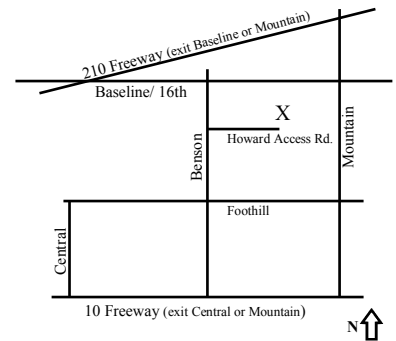 210 Freeway (exit Baseline or Mountain)
Baseline/ 16th
X
Howard Access Rd.
Benson
Mountain
Foothill
Central
10 Freeway (exit Central or Mountain)
N